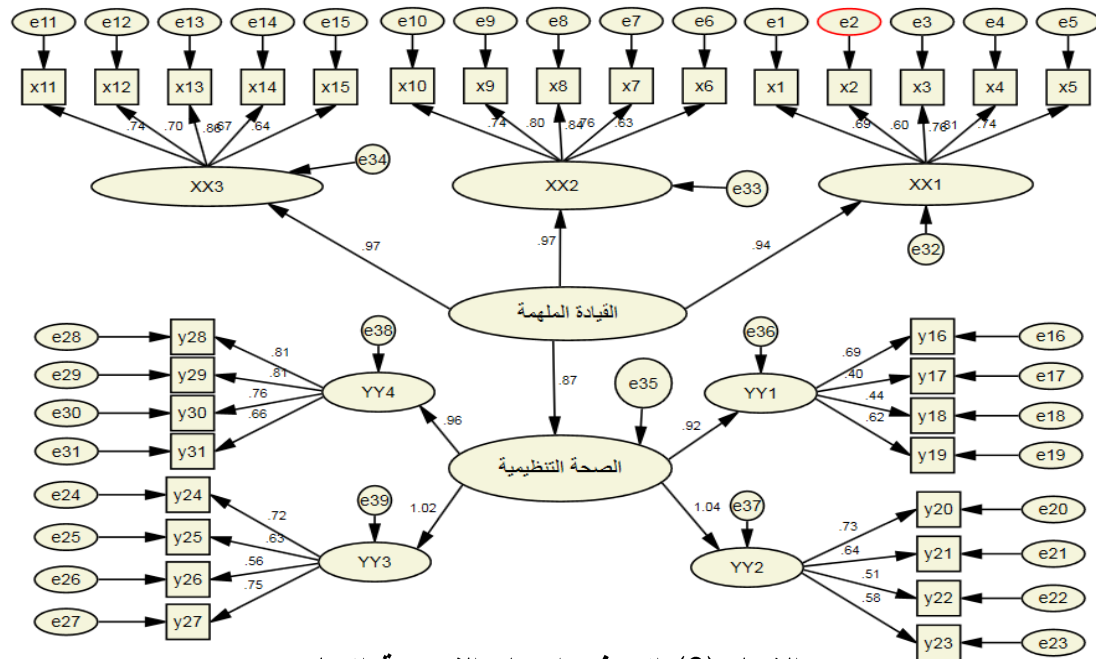 e11 e12 e13 e14 e15 e10 e9 e8 e7 e6 e1 e2 e3 e4 e5
x11 x12 x13 x14 x15 x10 x9 x8 x7 x6 x1 x2 x3 x4 x5
.74 .70 .86 .67 .64 .74 .80 .84 .76 .63 .69 .60 .76 .81 .74
e34 e33 e32
XX3 XX2 XX1
.97 .97 .94
القيادة الملهمة
.87
e28 y28 .81
e29 y29 .81
e30 y30 .76
e31 y31 .66
e38
YY4
.96
e35
e36
YY1
.92
.69 y16 e16
.40 y17 e17
.44 y18 e18
.62 y19 e19
الصحة التنظيمية
e24 y24 .72
e25 y25 .63
e26 y26 .56
e27 y27 .75
e39
YY3
1.02
1.04
e37
YY2
.73 y20 e20
.64 y21 e21
.51 y22 e22
.58 y23 e23